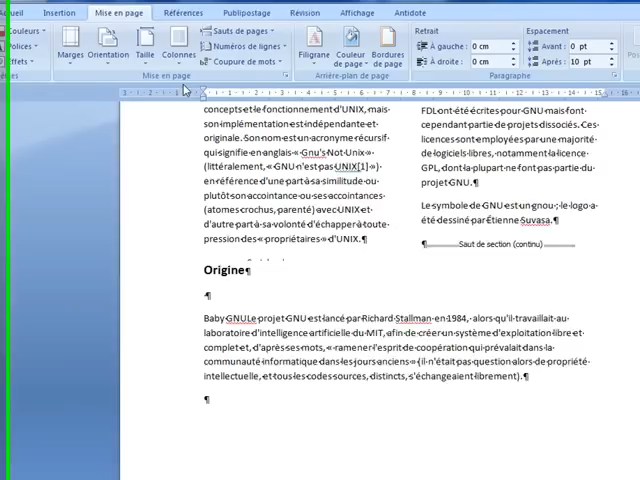 Accueil Insertion Mise en page Références Publipostage Révision Affichage Antidote
Couleurs
Polices
Effets
Marges Orientation Taille Colonnes
Sauts de pages
Numéros de lignes
Coupure de mots
Filigrane Couleur de page Bordures de page
Retrait
À gauche : 0 cm
À droite : 0 cm
Espacement
Avant : 0 pt
Après : 10 pt
Mise en page Arrière-plan de page Paragraphe
concepts et le fonctionnement d'UNIX, mais
son implémentation est indépendante et
originale. Son nom est un acronyme récursif
qui signifie en anglais « Gnu's Not Unix »
(littéralement, « GNU n'est pas UNIX[1] »)
en référence d'une part à sa similitude ou
plutôt son accointance ou ses accointances
(atomes crochus, parenté) avec UNIX et
d'autre part à sa volonté d'échapper à toute
pression des « propriétaires » d'UNIX.¶
FDL ont été écrites pour GNU mais font
cependant partie de projets dissociés. Ces
licences sont employées par une majorité
de logiciels libres, notamment la licence
GPL, dont la plupart ne font pas partie du
projet GNU.¶
Le symbole de GNU est un gnou ; le logo a
été dessiné par Étienne Suvasa.¶
¶ Saut de section (continu)
Origine¶
¶
Baby GNULe projet GNU est lancé par Richard Stallman en 1984, alors qu'il travaillait au
laboratoire d'intelligence artificielle du MIT, afin de créer un système d'exploitation libre et
complet et, d'après ses mots, « ramener l'esprit de coopération qui prévalait dans la
communauté informatique dans les jours anciens » (il n'était pas question alors de propriété
intellectuelle, et tous les codes sources, distincts, s'échangeaient librement).¶
¶